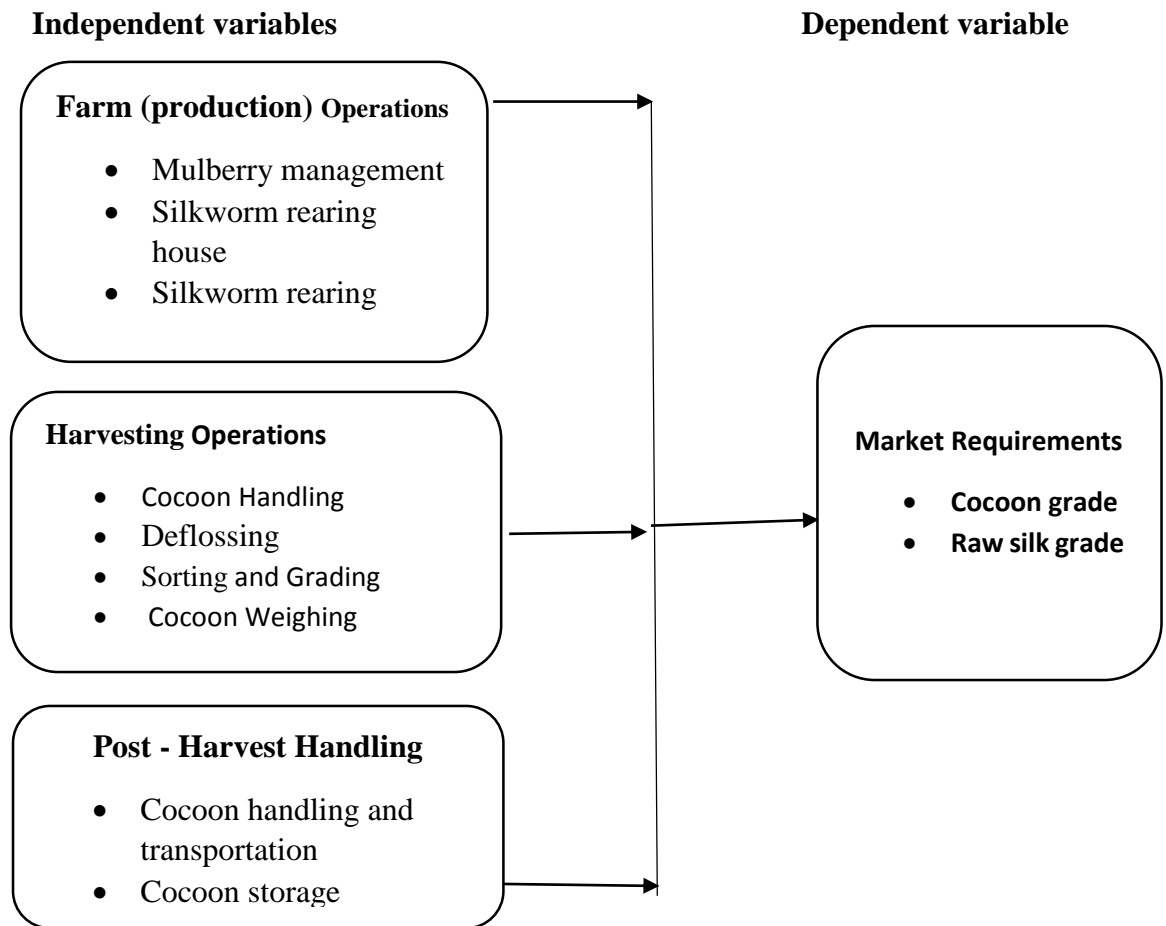 Independent variables
Dependent variable
Farm (production) Operations
• Mulberry management
• Silkworm rearing
house
• Silkworm rearing
Harvesting Operations
• Cocoon Handling
• Deflossing
• Sorting and Grading
• Cocoon Weighing
Post - Harvest Handling
• Cocoon handling and
transportation
• Cocoon storage
Market Requirements
• Cocoon grade
• Raw silk grade